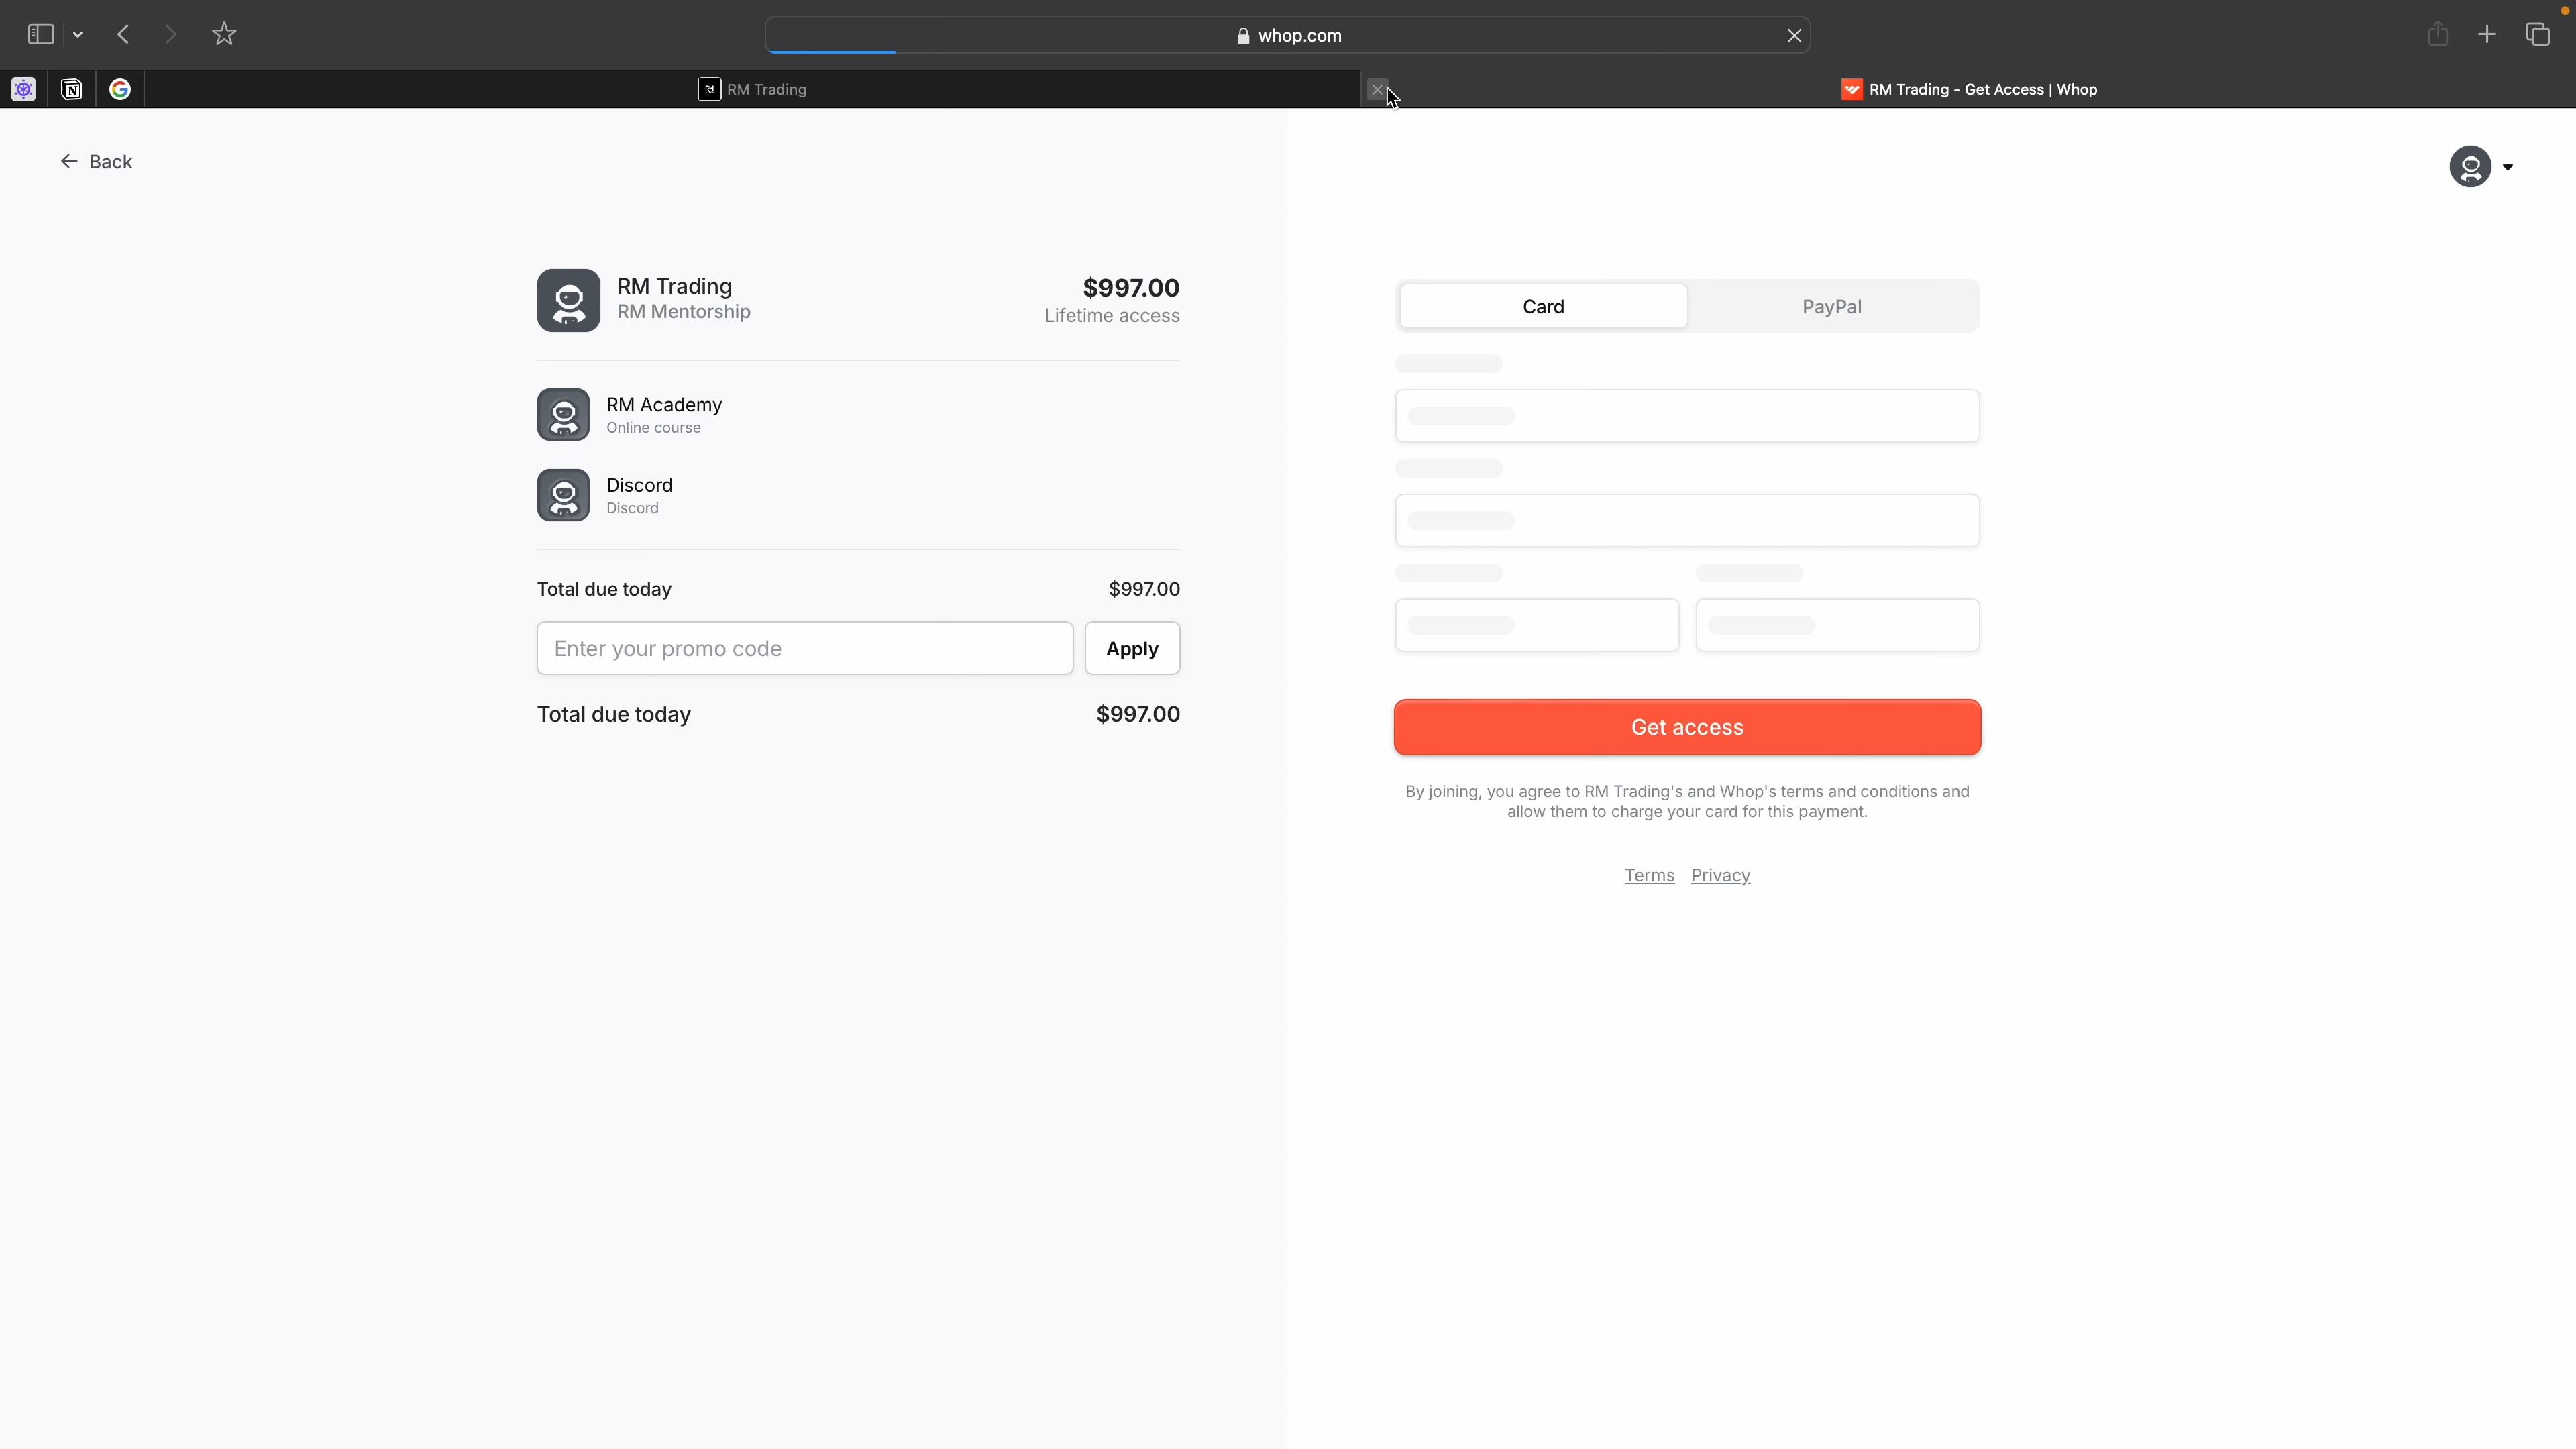 whop.com
RM Trading
RM Trading - Get Access | Whop
Back
RM Trading
RM Mentorship
$997.00
Lifetime access
RM Academy
Online course
Discord
Discord
Total due today
$997.00
Enter your promo code
Apply
Total due today
$997.00
Card
PayPal
Get access
By joining, you agree to RM Trading's and Whop's terms and conditions and
allow them to charge your card for this payment.
Terms
Privacy